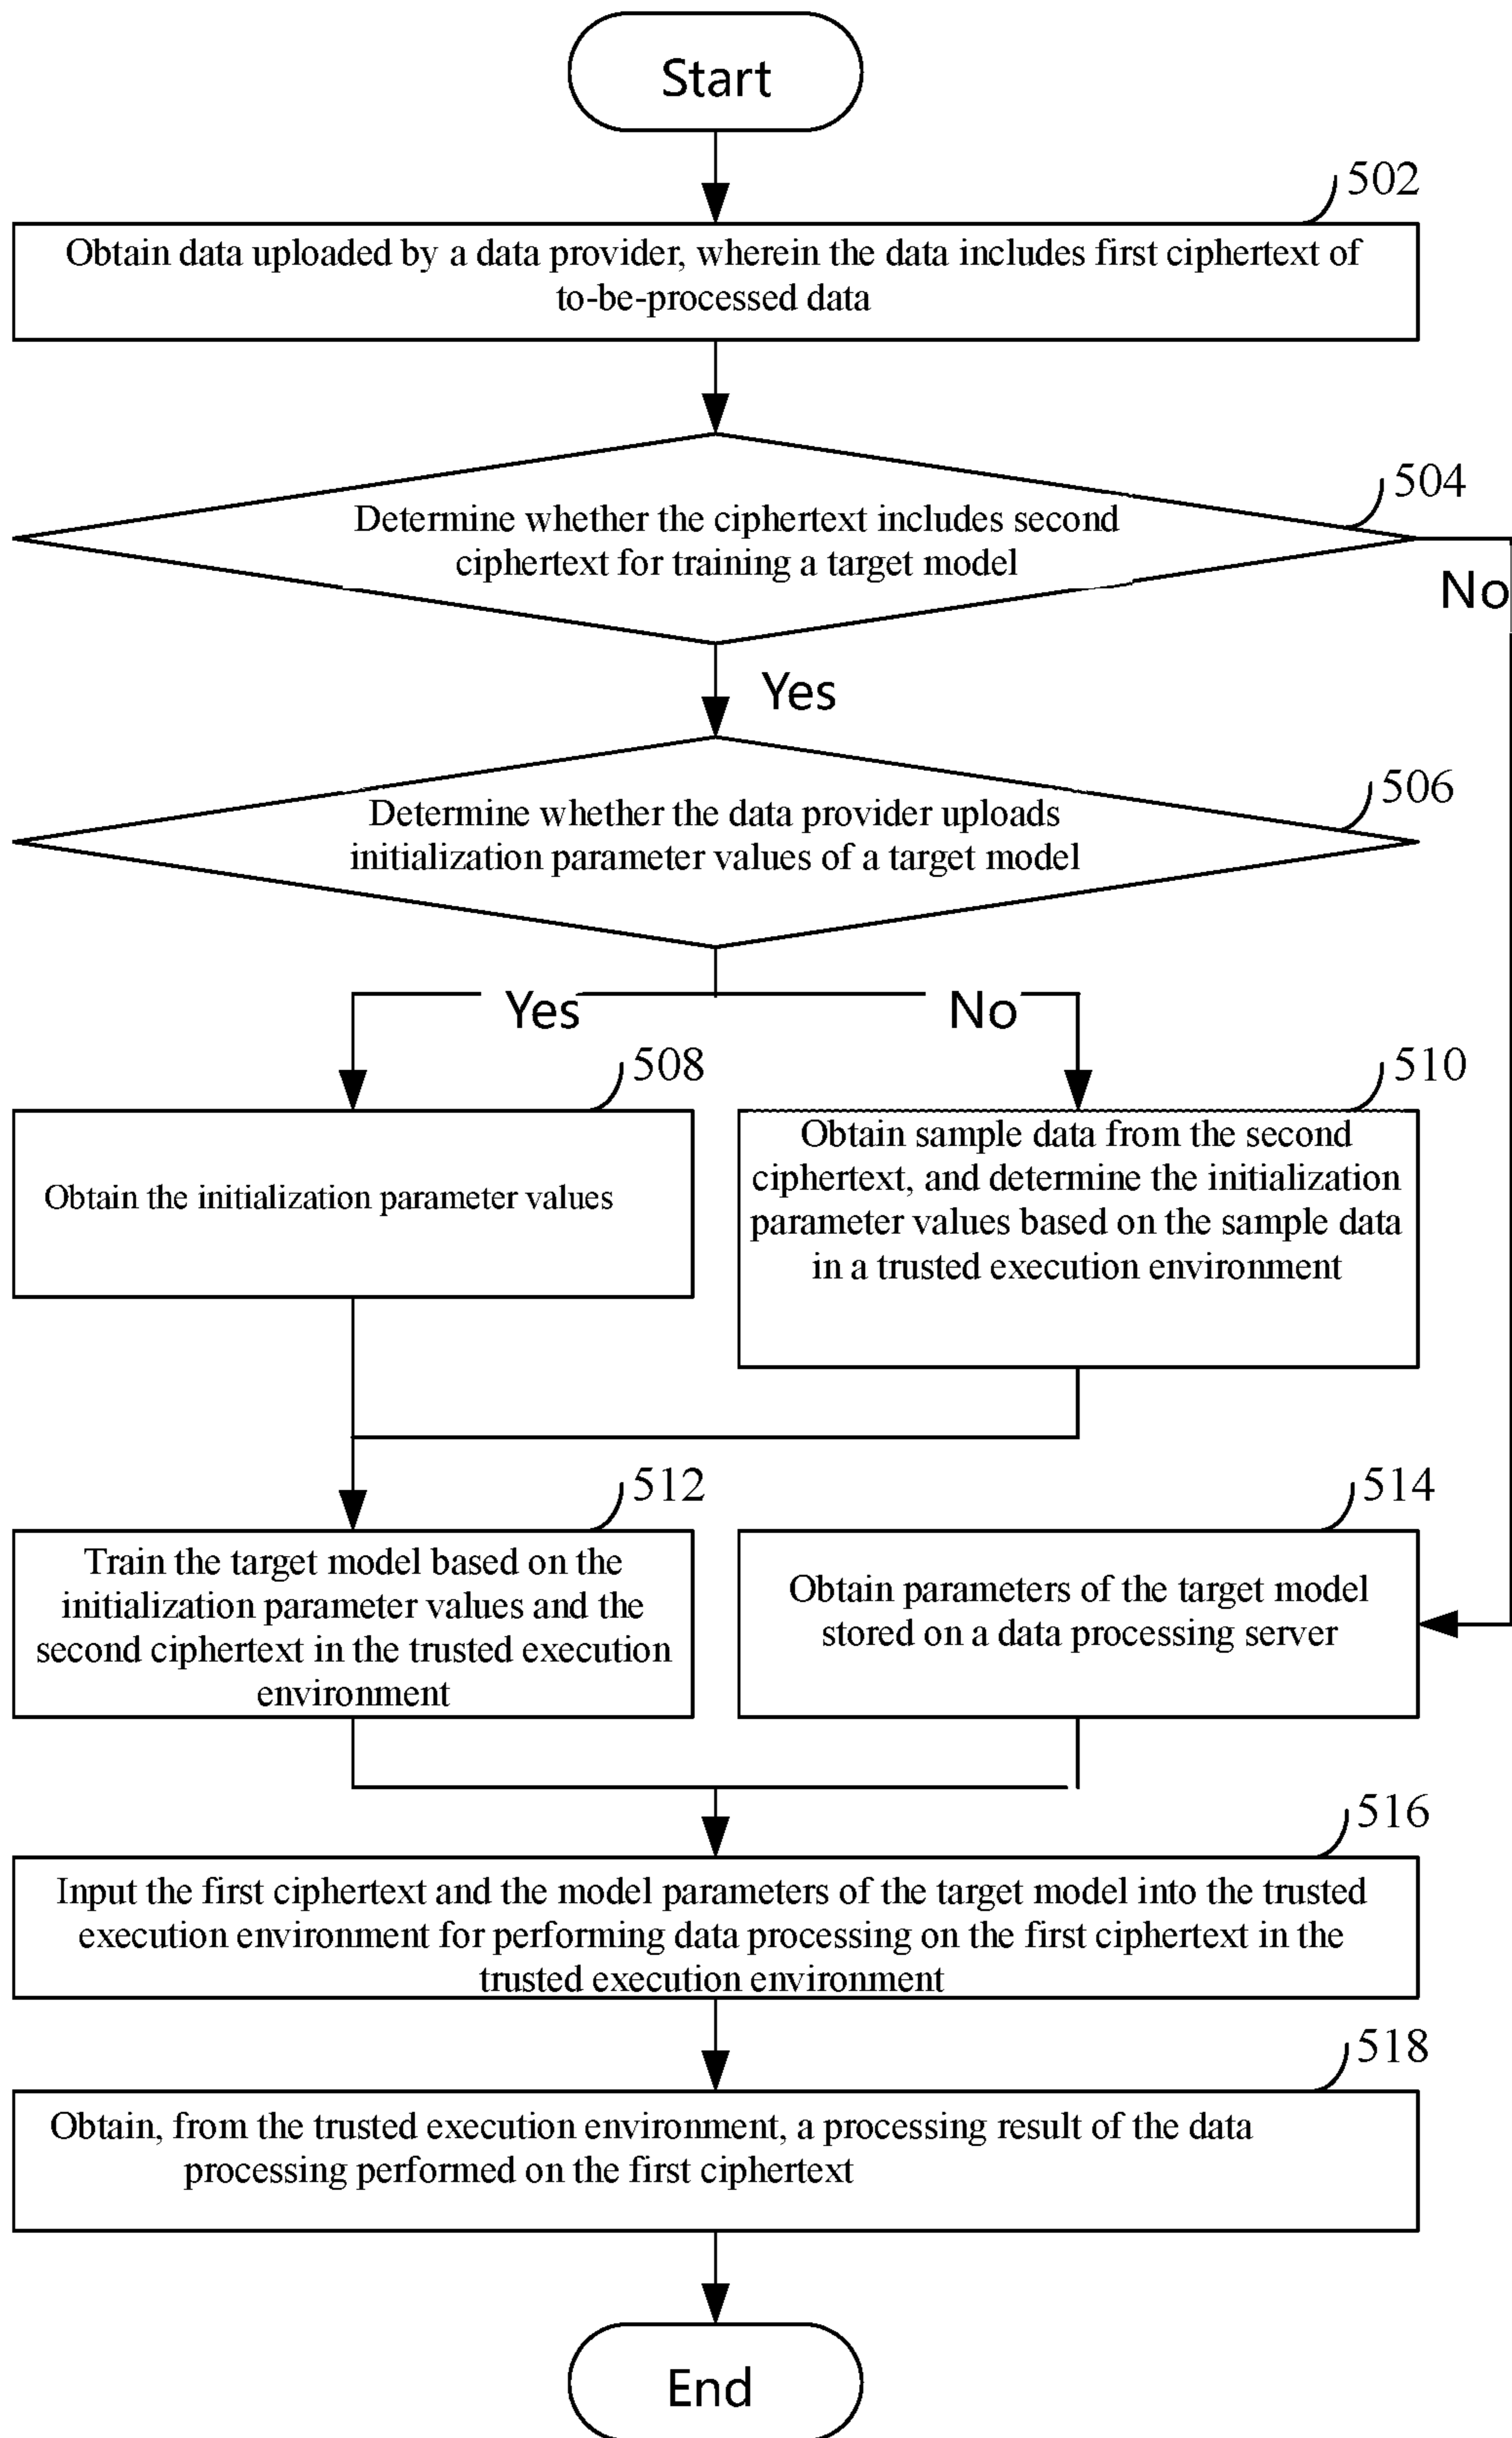 Start
502
Obtain data uploaded by a data provider, wherein the data includes first ciphertext of
to-be-processed data
504
Determine whether the ciphertext includes second
ciphertext for training a target model
No
Yes
506
Determine whether the data provider uploads
initialization parameter values of a target model
Yes
No
508
Obtain the initialization parameter values
510
Obtain sample data from the second
ciphertext, and determine the initialization
parameter values based on the sample data
in a trusted execution environment
512
Train the target model based on the
initialization parameter values and the
second ciphertext in the trusted execution
environment
514
Obtain parameters of the target model
stored on a data processing server
516
Input the first ciphertext and the model parameters of the target model into the trusted
execution environment for performing data processing on the first ciphertext in the
trusted execution environment
518
Obtain, from the trusted execution environment, a processing result of the data
processing performed on the first ciphertext
End